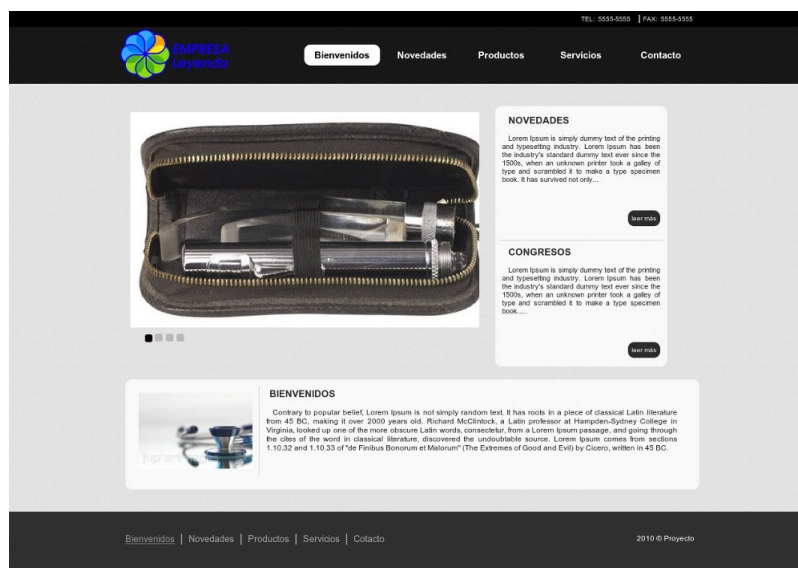 TEL: 5555-5555 | FAX: 5555-5555
EMPRESA
Leyenda
Bienvenidos Novedades Productos Servicios Contacto
NOVEDADES
Lorem Ipsum is simply dummy text of the printing
and typesetting industry. Lorem Ipsum has been
the industry's standard dummy text ever since the
1500s, when an unknown printer took a galley of
type and scrambled it to make a type specimen
book. It has survived not only...
leer más
CONGRESOS
Lorem Ipsum is simply dummy text of the printing
and typesetting industry. Lorem Ipsum has been
the industry's standard dummy text ever since the
1500s, when an unknown printer took a galley of
type and scrambled it to make a type specimen
book.....
leer más
BIENVENIDOS
Contrary to popular belief, Lorem Ipsum is not simply random text. It has roots in a piece of classical Latin literature
from 45 BC, making it over 2000 years old. Richard McClintock, a Latin professor at Hampden-Sydney College in
Virginia, looked up one of the more obscure Latin words, consectetur, from a Lorem Ipsum passage, and going through
the cites of the word in classical literature, discovered the undoubtable source. Lorem Ipsum comes from sections
1.10.32 and 1.10.33 of "de Finibus Bonorum et Malorum" (The Extremes of Good and Evil) by Cicero, written in 45 BC.
Bienvenidos | Novedades | Productos | Servicios | Cotacto
2010 © Proyecto